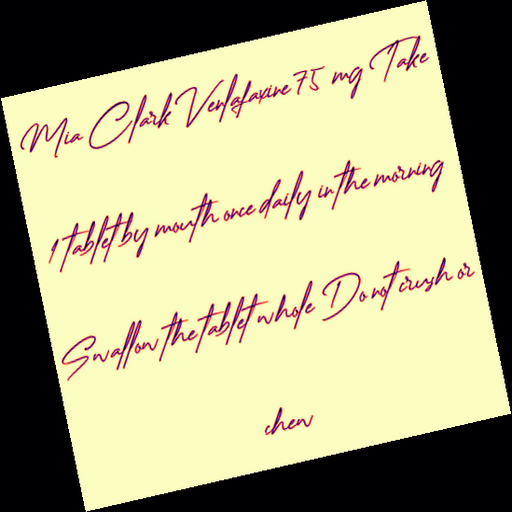 Mia Clark Venlafaxine 75 mg Take
1 tablet by mouth once daily in the morning
Swallow the tablet whole Do not crush or
chew